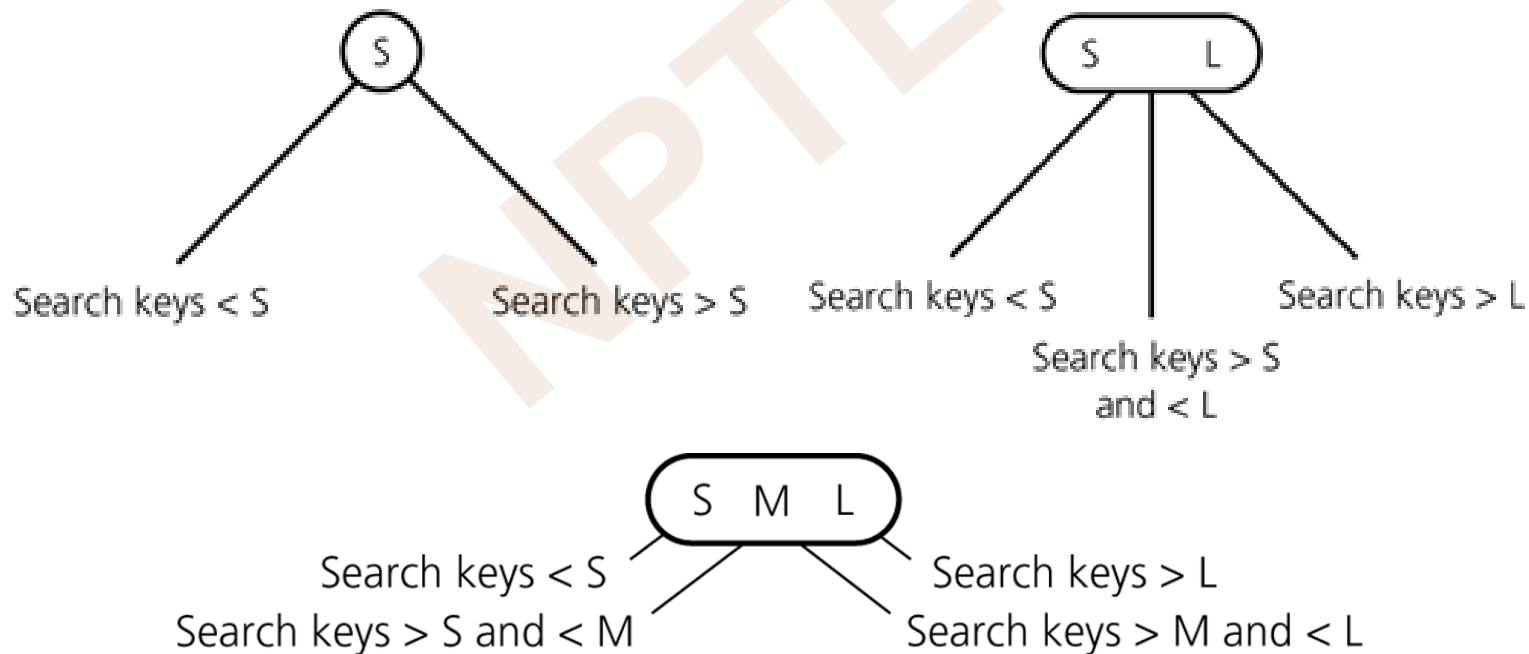 S
S L
Search keys < S
Search keys > S
Search keys < S
Search keys > L
Search keys > S
and < L
S M L
Search keys < S
Search keys > L
Search keys > S and < M
Search keys > M and < L
NPTE